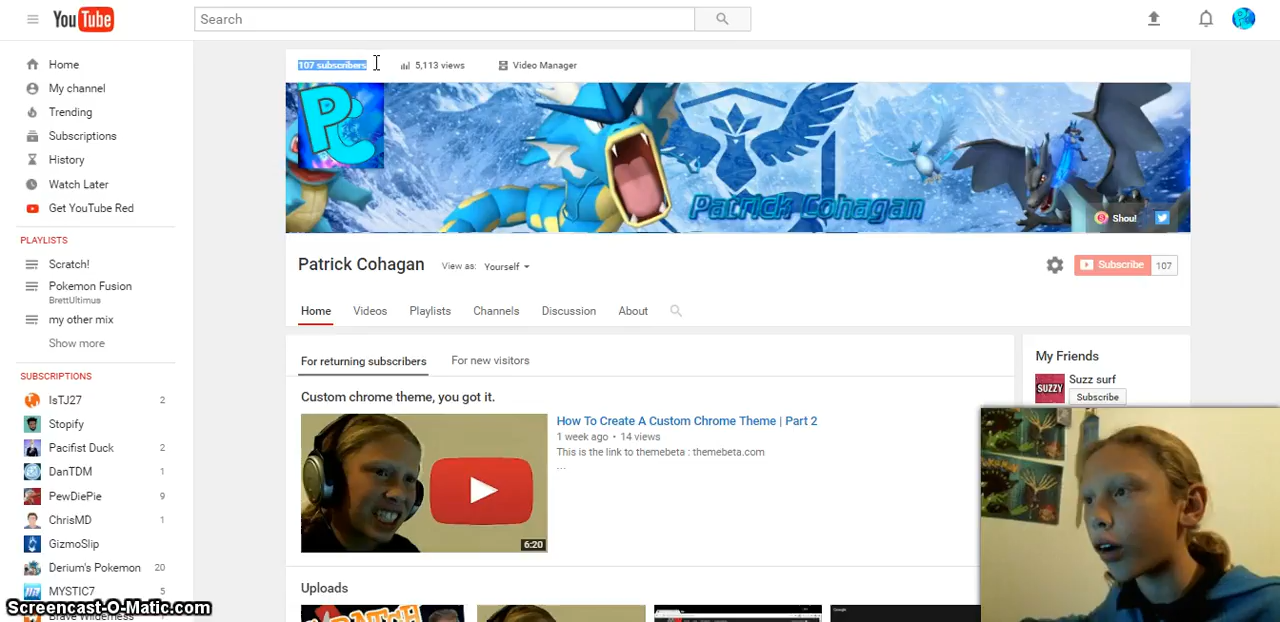 YouTube
Search
Home
My channel
Trending
Subscriptions
History
Watch Later
Get YouTube Red
PLAYLISTS
Scratch!
Pokemon Fusion
BrettUltimus
my other mix
Show more
SUBSCRIPTIONS
IsTJ27 2
Stopify
Pacifist Duck 2
DanTDM 1
PewDiePie 9
ChrisMD 1
GizmoSlip
Derium's Pokemon 20
MYSTIC7 5
Brave Wilderness
Screencast-O-Matic.com
107 subscribers 5,113 views Video Manager
PC
Patrick Cohagan
Shou!
Patrick Cohagan View as: Yourself
Subscribe 107
Home Videos Playlists Channels Discussion About
For returning subscribers For new visitors
Custom chrome theme, you got it.
How To Create A Custom Chrome Theme | Part 2
1 week ago • 14 views
This is the link to themebeta : themebeta.com
...
6:20
Uploads
My Friends
SUZZY
Suzz surf
Subscribe